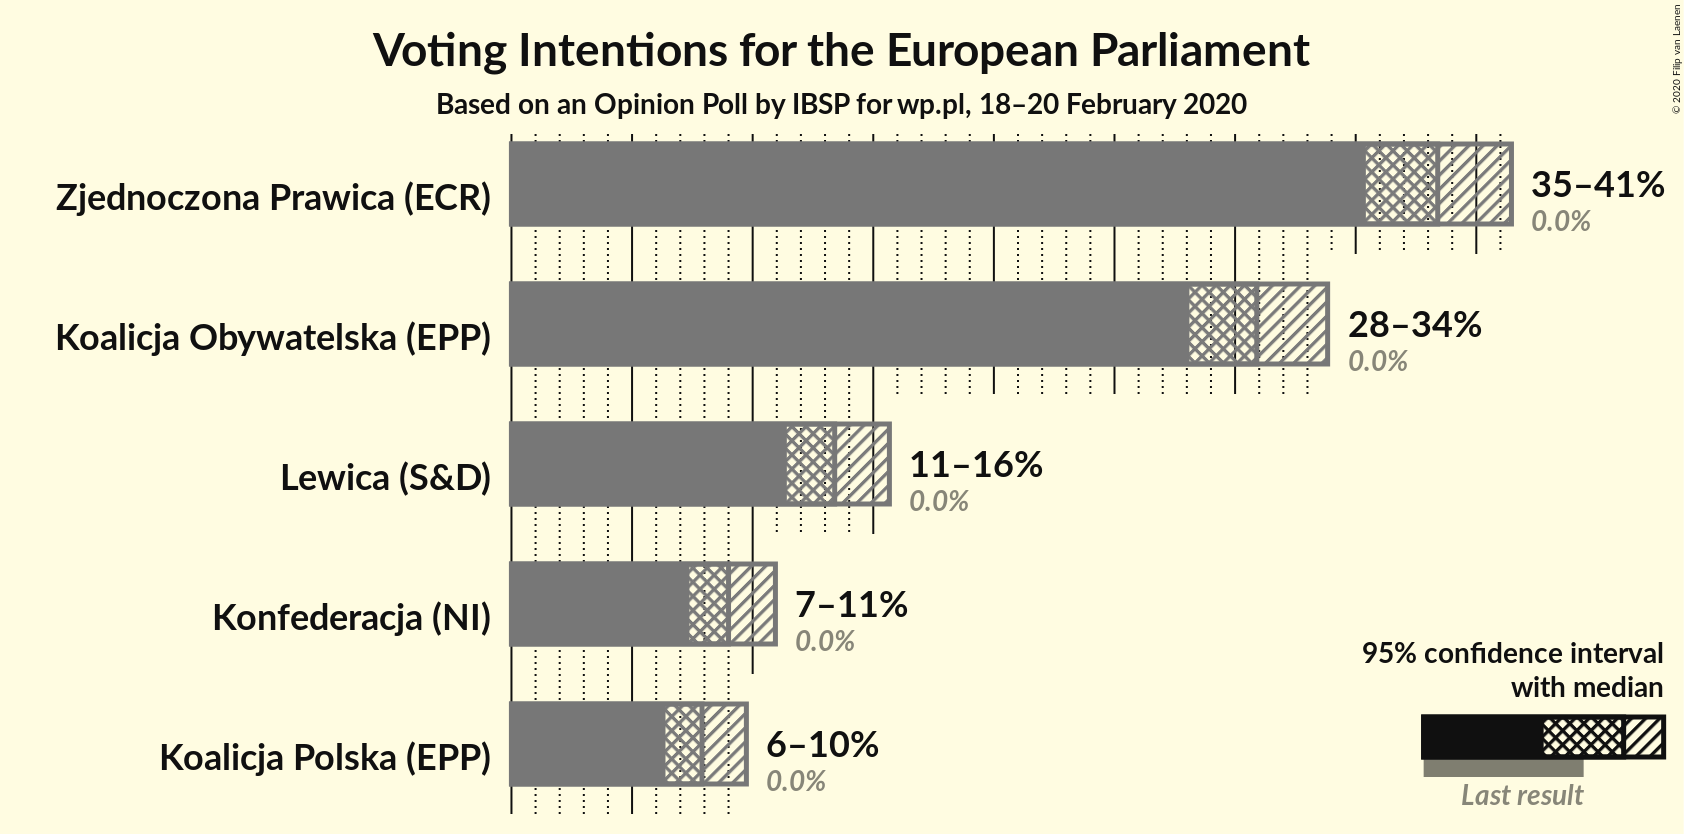 Voting Intentions for the European Parliament
Based on an Opinion Poll by IBSP for wp.pl, 18–20 February 2020
© 2020 Filip van Laenen
Zjednoczona Prawica (ECR)
35–41%
0.0%
Koalicja Obywatelska (EPP)
28–34%
0.0%
Lewica (S&D)
11–16%
0.0%
Konfederacja (NI)
7–11%
0.0%
Koalicja Polska (EPP)
6–10%
0.0%
95% confidence interval
with median
Last result